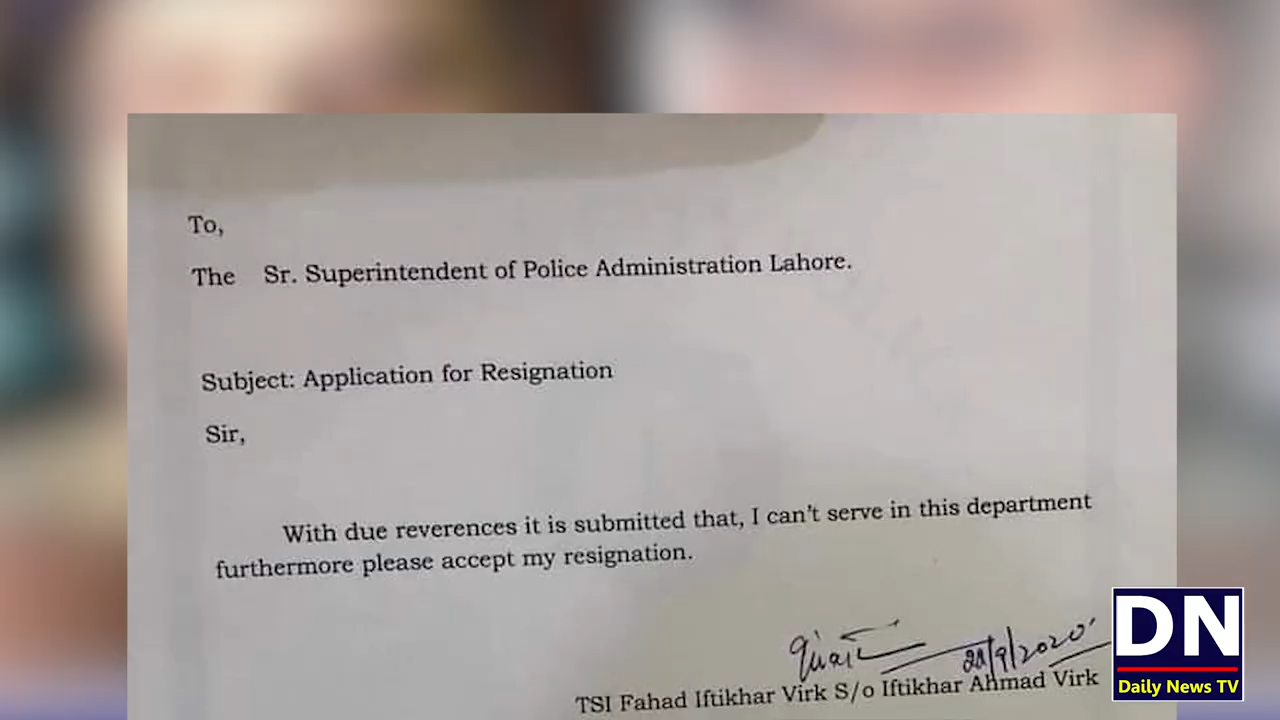 To,
The Sr. Superintendent of Police Administration Lahore.
Subject: Application for Resignation
Sir,
With due reverences it is submitted that, I can't serve in this department
furthermore please accept my resignation.
/9/2020
TSI Fahad Iftikhar Virk S/o Iftikhar Ahmad Virk
DN
Daily News TV